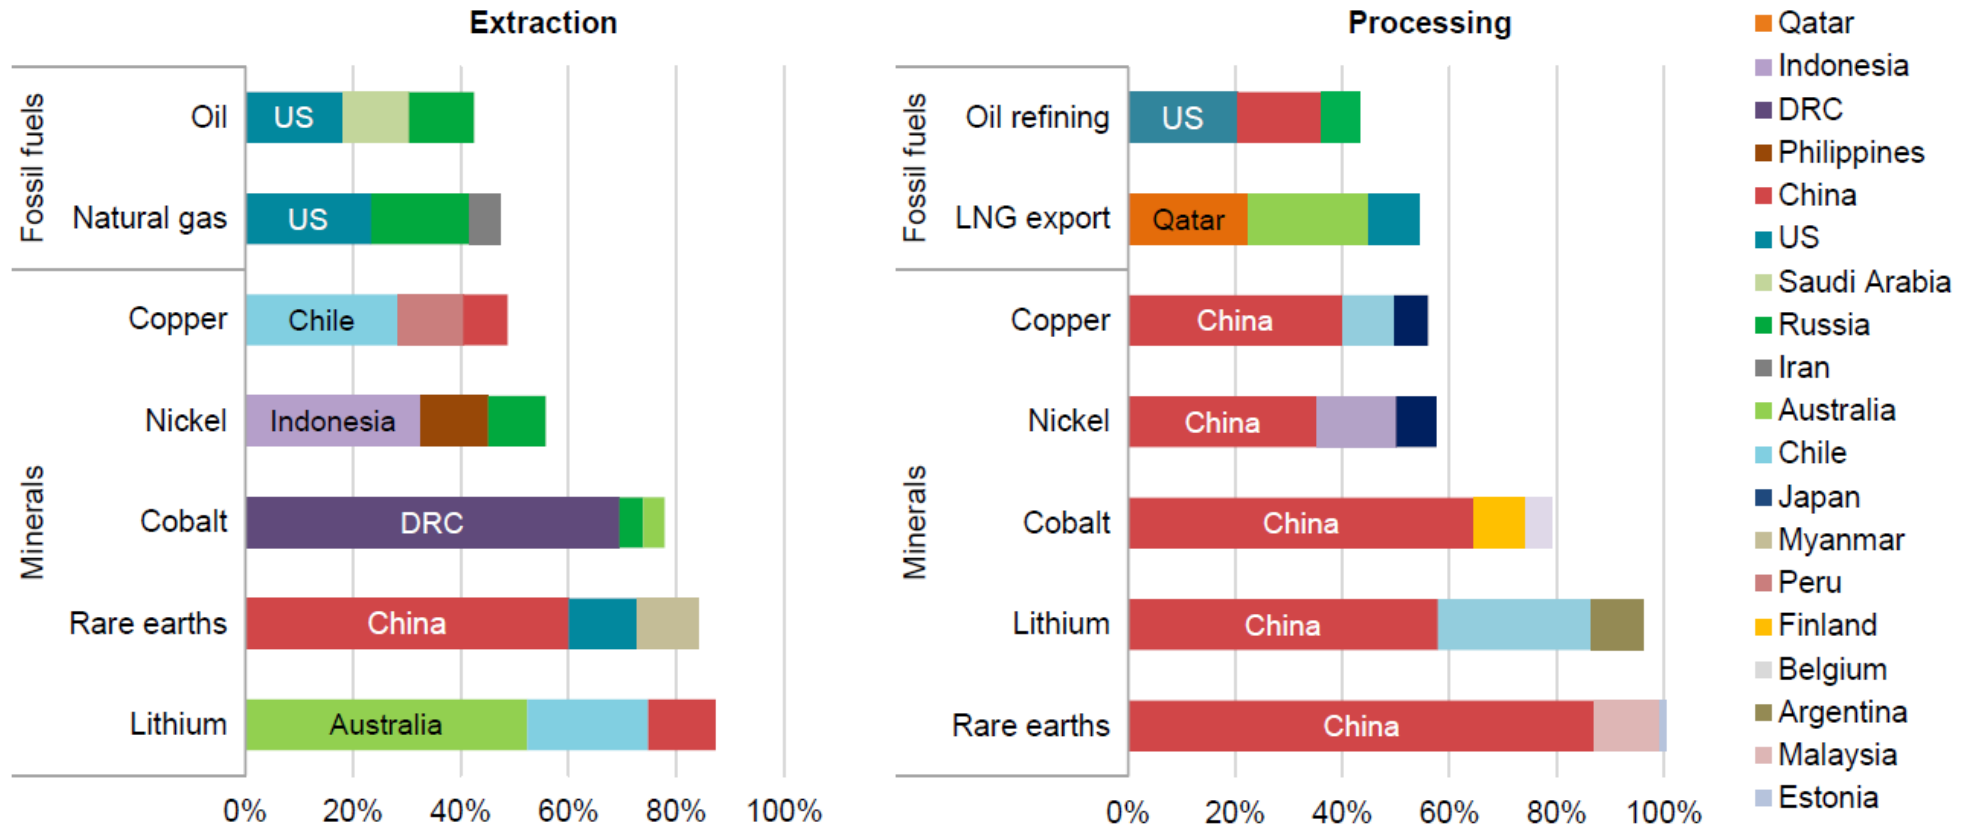 Extraction
Fossil fuels
Oil
US
Natural gas
US
Minerals
Copper
Chile
Nickel
Indonesia
Cobalt
DRC
Rare earths
China
Lithium
Australia
0% 20% 40% 60% 80% 100%
Processing
Fossil fuels
Oil refining
US
LNG export
Qatar
Minerals
Copper
China
Nickel
China
Cobalt
China
Lithium
China
Rare earths
China
0% 20% 40% 60% 80% 100%
Qatar
Indonesia
DRC
Philippines
China
US
Saudi Arabia
Russia
Iran
Australia
Chile
Japan
Myanmar
Peru
Finland
Belgium
Argentina
Malaysia
Estonia